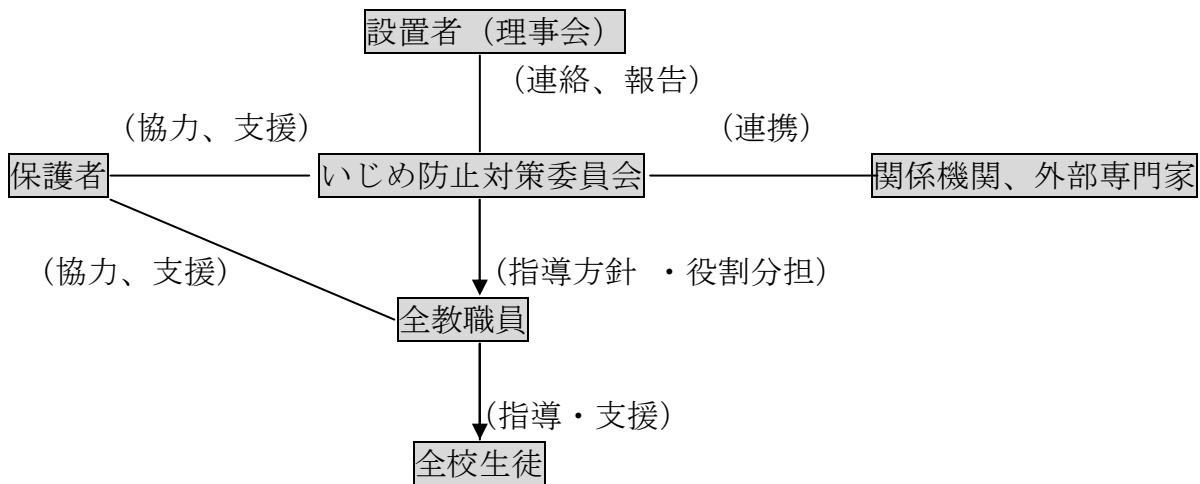 設置者（理事会）
（連絡、報告）
（協力、支援）
（連携）
保護者
いじめ防止対策委員会
関係機関、外部専門家
（協力、支援）
（指導方針 ・役割分担）
全教職員
（指導・支援）
全校生徒